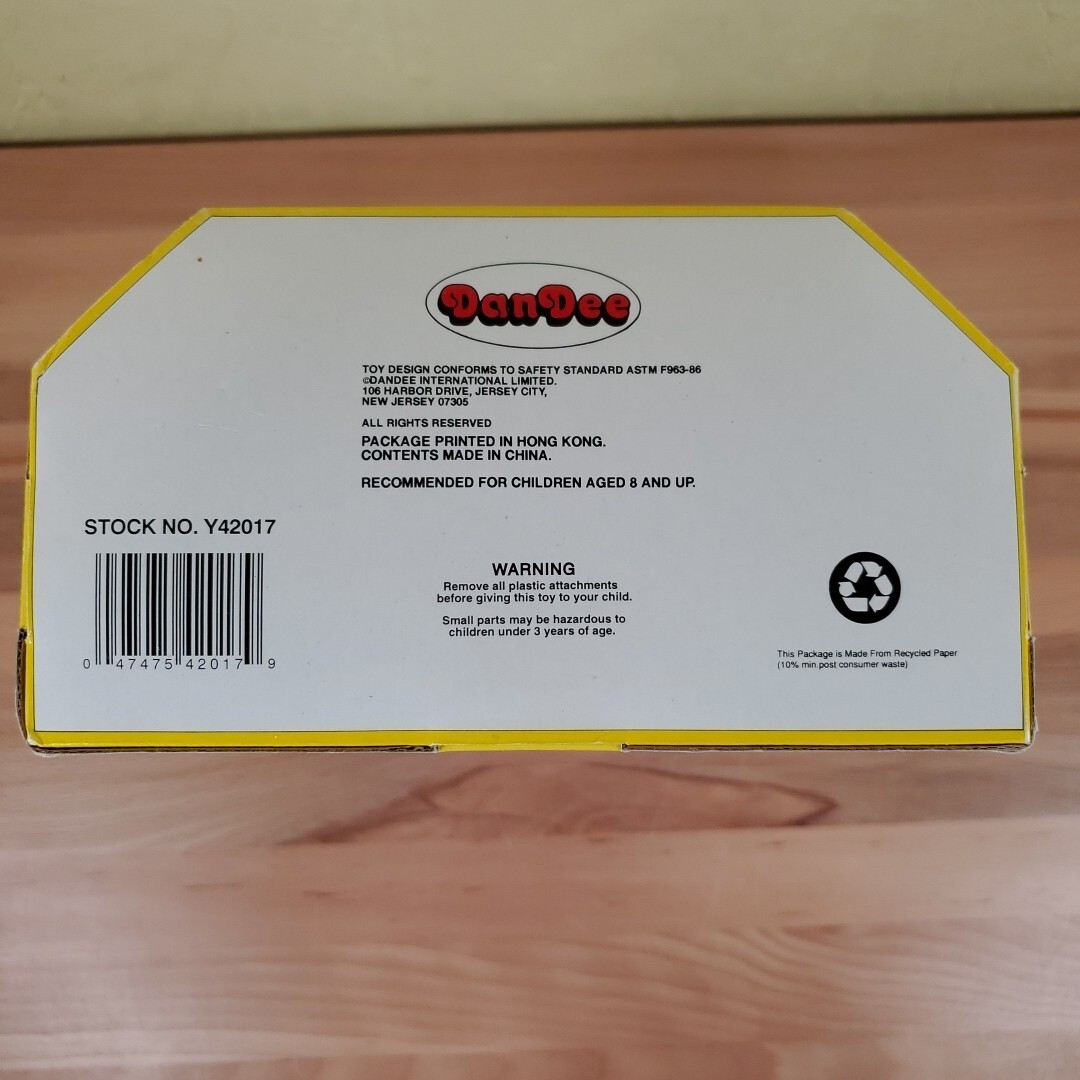 DanDee
TOY DESIGN CONFORMS TO SAFETY STANDARD ASTM F963-86
©DANDEE INTERNATIONAL LIMITED.
106 HARBOR DRIVE, JERSEY CITY,
NEW JERSEY 07305
ALL RIGHTS RESERVED
PACKAGE PRINTED IN HONG KONG.
CONTENTS MADE IN CHINA.
RECOMMENDED FOR CHILDREN AGED 8 AND UP.
STOCK NO. Y42017
0 47475 42017 9
WARNING
Remove all plastic attachments
before giving this toy to your child.
Small parts may be hazardous to
children under 3 years of age.
This Package is Made From Recycled Paper
(10% min.post consumer waste)